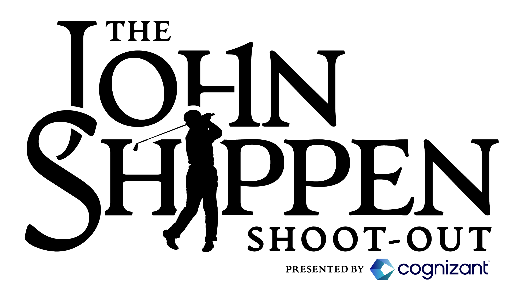 THE
JOHN
SHIPPEN
SHOOT-OUT
PRESENTED BY cognizant